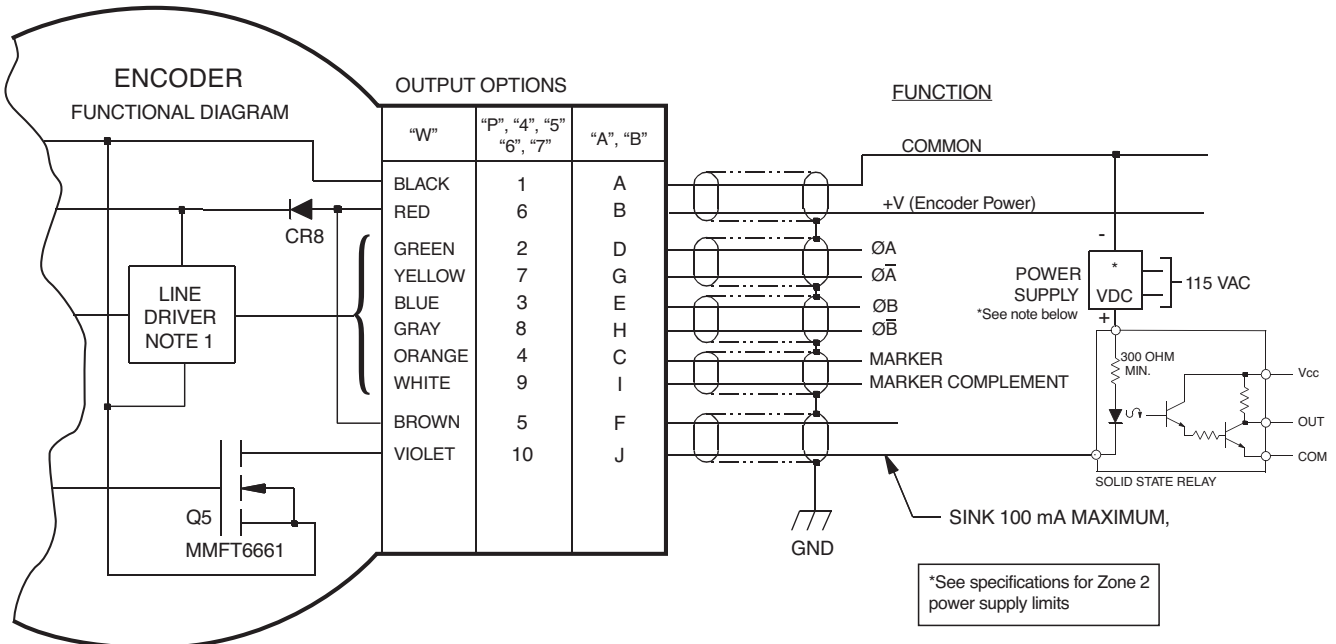 ENCODER
FUNCTIONAL DIAGRAM
OUTPUT OPTIONS
FUNCTION
“W”
“P”, “4”, “5”
“6”, “7”
“A”, “B”
BLACK 1 A
RED 6 B
GREEN 2 D
YELLOW 7 G
BLUE 3 E
GRAY 8 H
ORANGE 4 C
WHITE 9 I
BROWN 5 F
VIOLET 10 J
CR8
LINE
DRIVER
NOTE 1
Q5
MMFT6661
COMMON
+V (Encoder Power)
ØA
ØA̅
ØB
ØB̅
MARKER
MARKER COMPLEMENT
GND
SINK 100 mA MAXIMUM,
-
POWER
SUPPLY
*See note below
*
VDC
+
115 VAC
300 OHM
MIN.
Vcc
OUT
COM
SOLID STATE RELAY
*See specifications for Zone 2
power supply limits